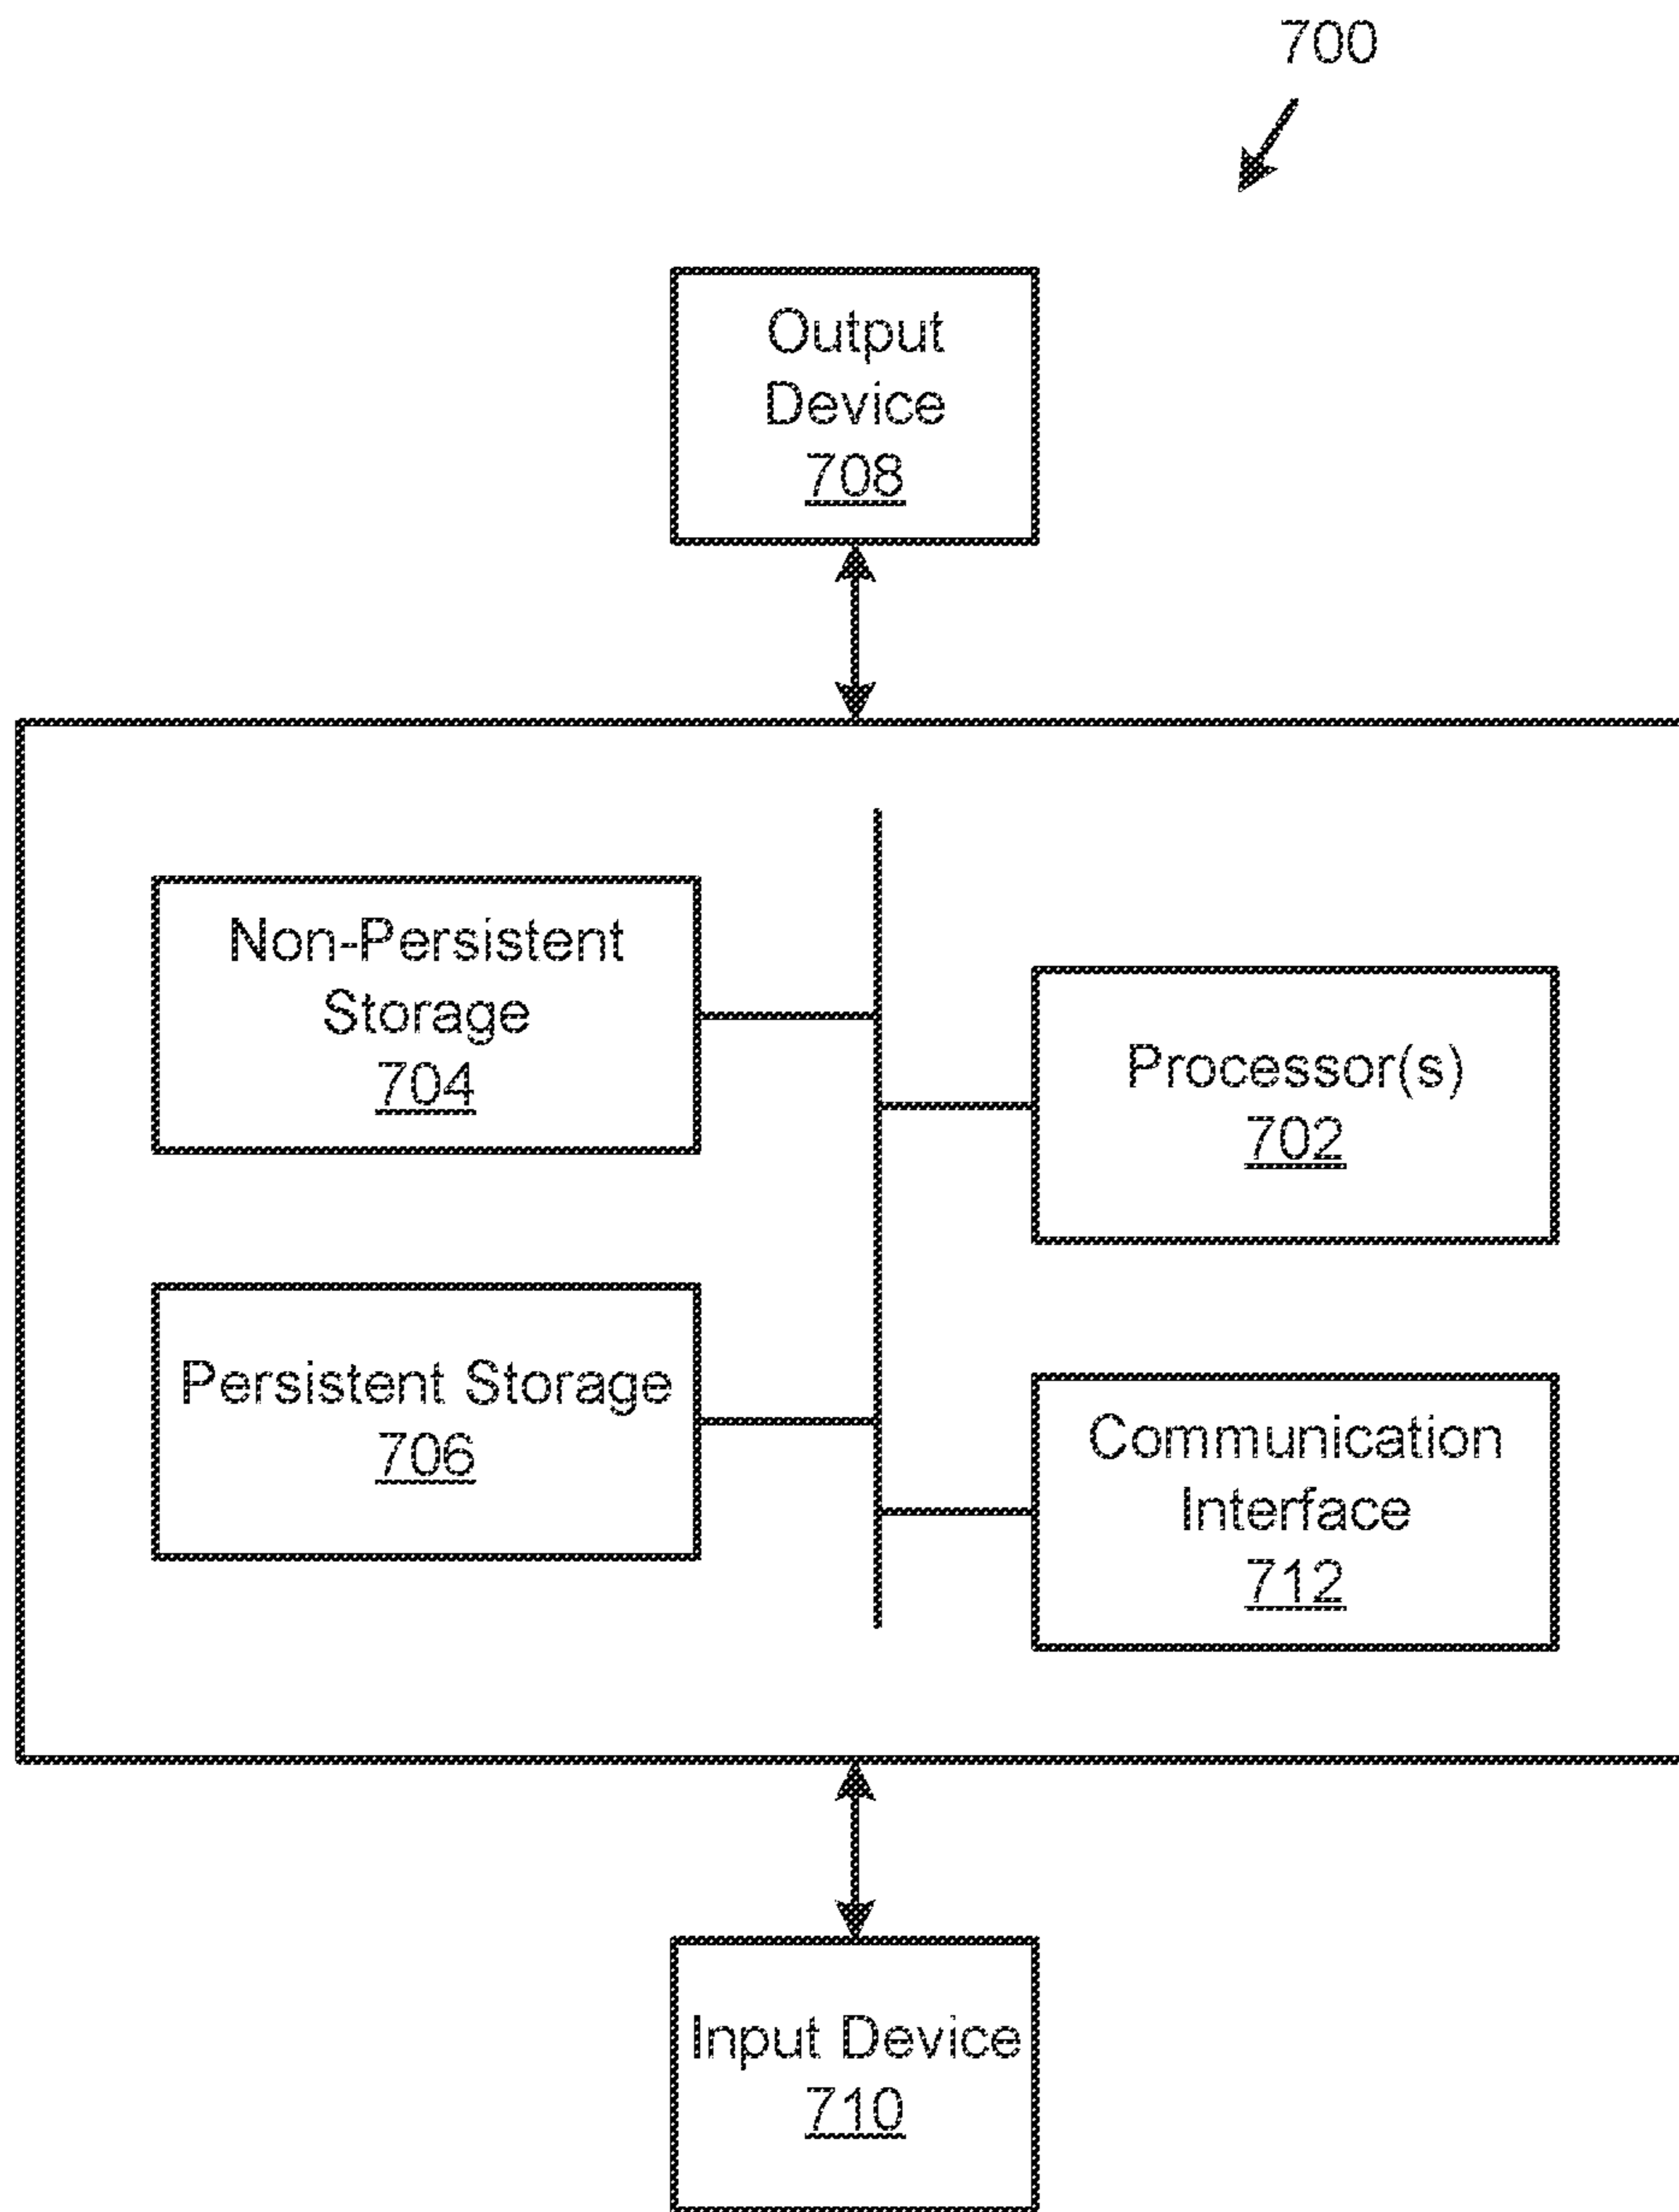 700
Output
Device
708
Non-Persistent
Storage
704
Processor(s)
702
Persistent Storage
706
Communication
Interface
712
Input Device
710